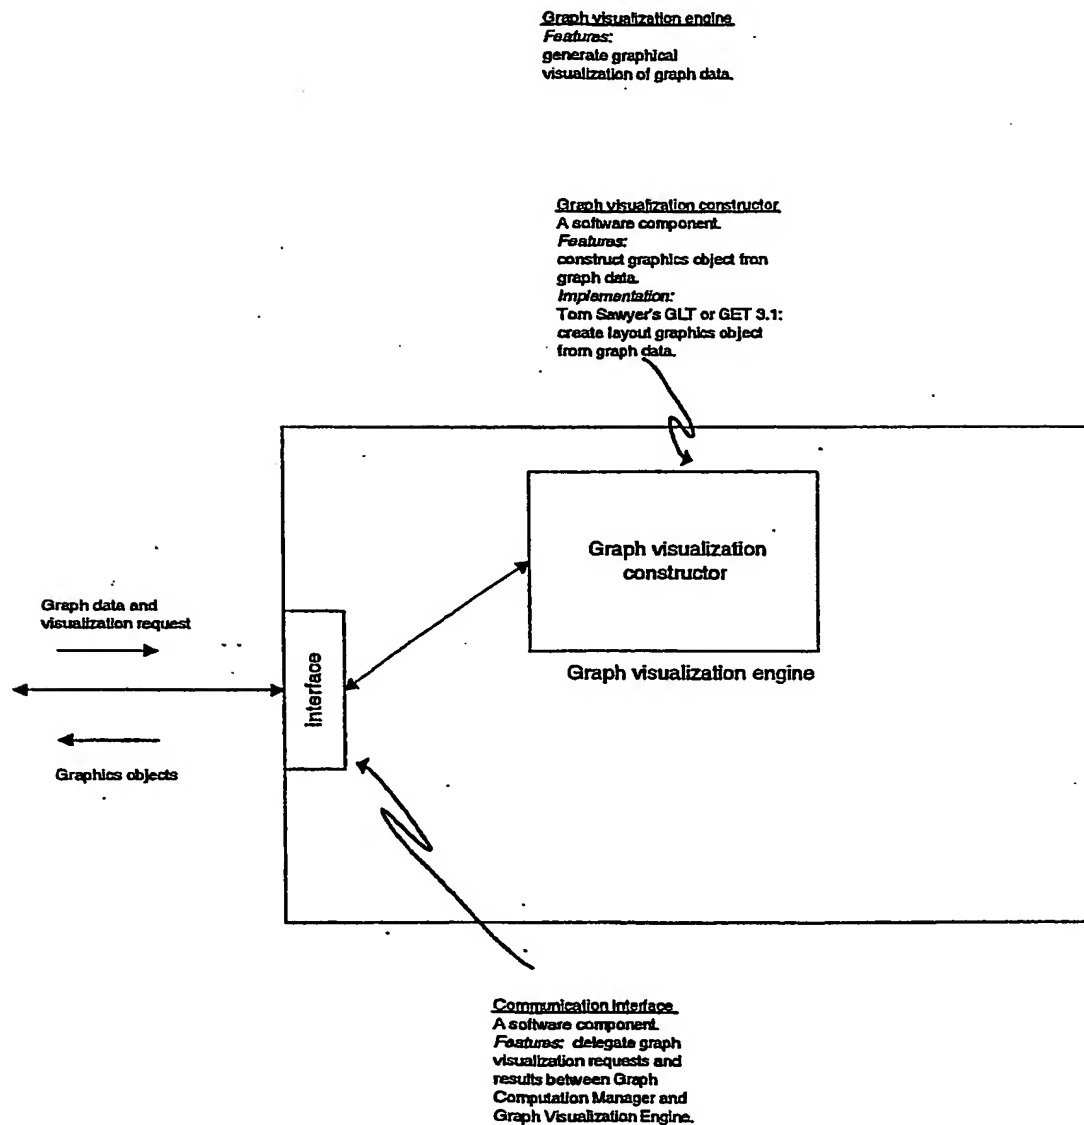 Graph visualization engine
Features:
generate graphical
visualization of graph data.
Graph visualization constructor
A software component.
Features:
construct graphics object from
graph data.
Implementation:
Tom Sawyer's GLT or GET 3.1:
create layout graphics object
from graph data.
Graph visualization
constructor
Graph data and
visualization request
Interface
Graph visualization engine
Graphics objects
Communication Interface
A software component.
Features: delegate graph
visualization requests and
results between Graph
Computation Manager and
Graph Visualization Engine.